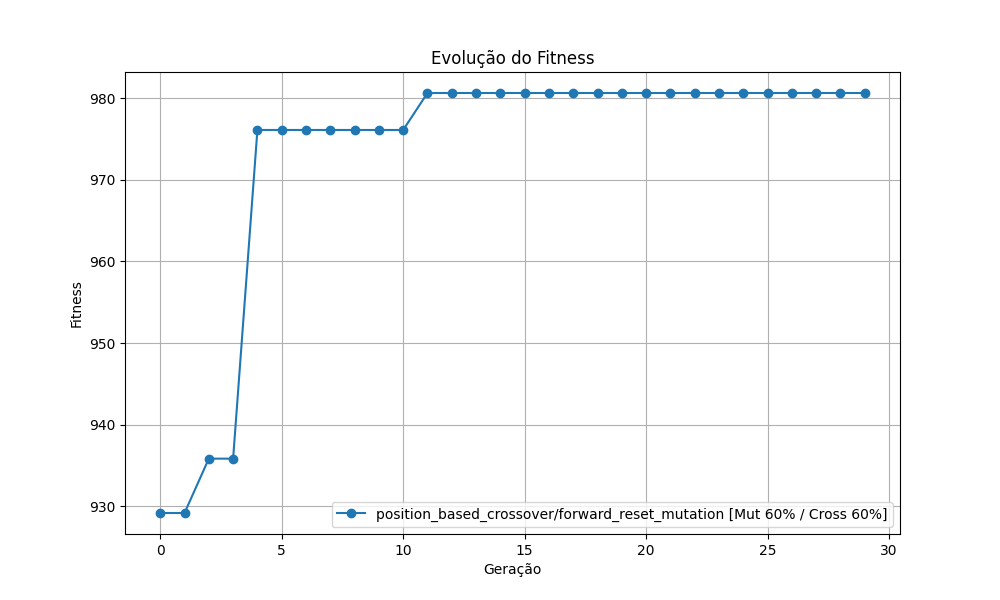 Evolução do Fitness
Fitness
980
970
960
950
940
930
position_based_crossover/forward_reset_mutation [Mut 60% / Cross 60%]
0 5 10 15 20 25 30
Geração